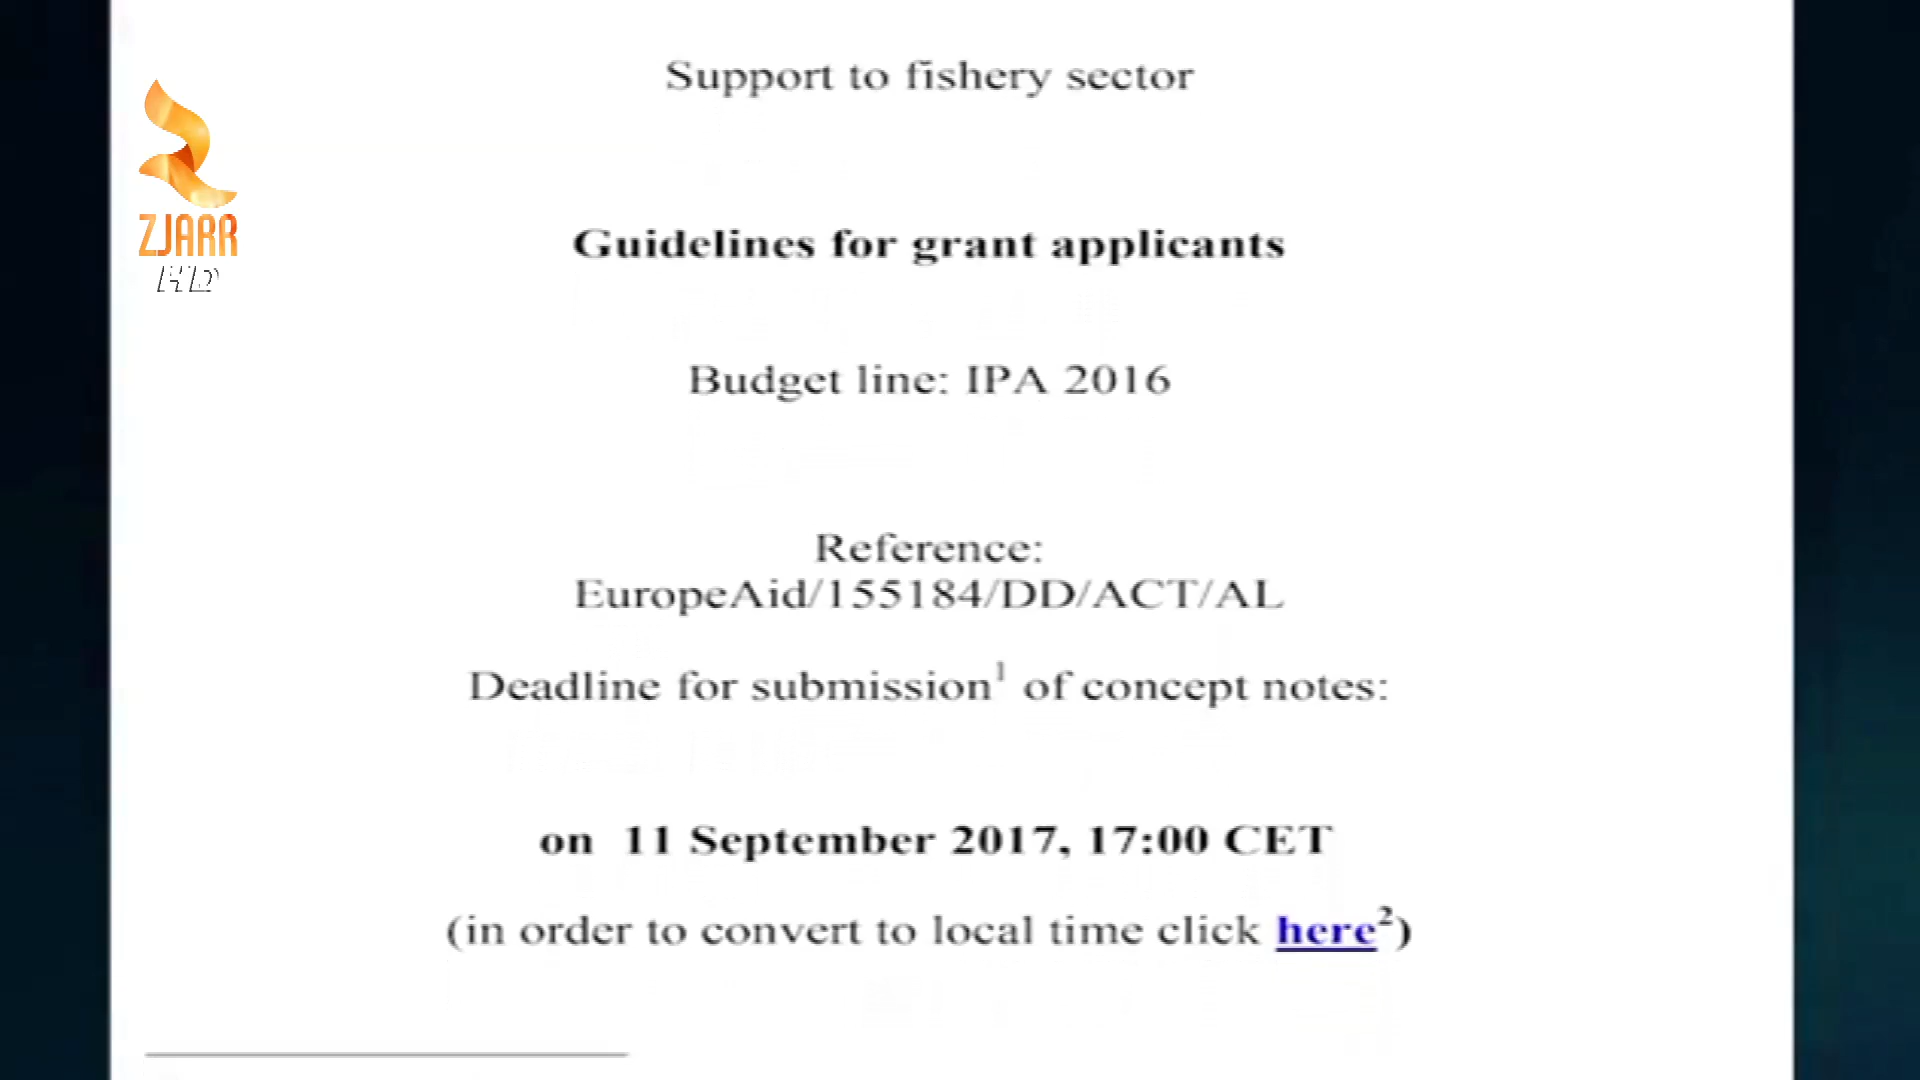 Support to fishery sector
ZJARR
HD
Guidelines for grant applicants
Budget line: IPA 2016
Reference:
EuropeAid/155184/DD/ACT/AL
Deadline for submission¹ of concept notes:
on 11 September 2017, 17:00 CET
(in order to convert to local time click here²)